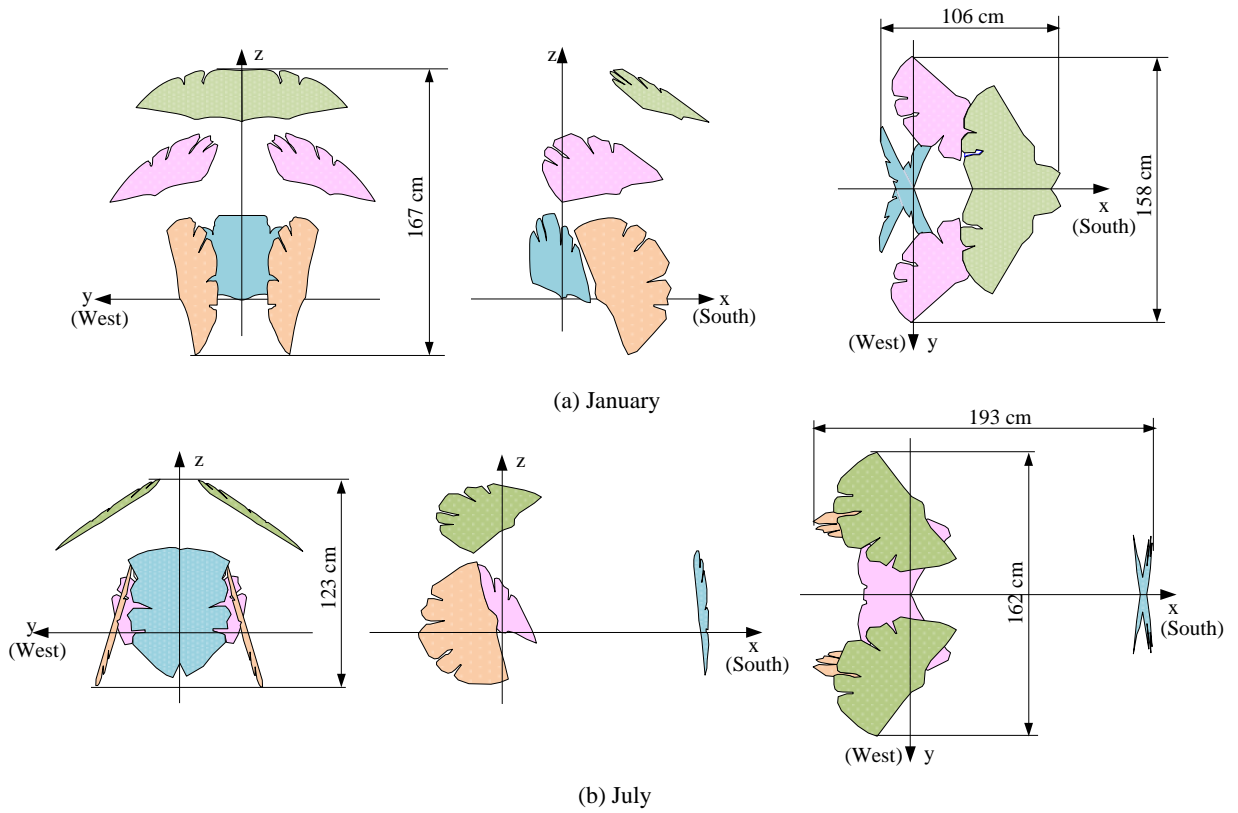 z
y
(West)
167 cm
z
x
(South)
106 cm
158 cm
x
(South)
(West)
y
(a) January
z
y
(West)
123 cm
z
x
(South)
193 cm
162 cm
x
(South)
(West)
y
(b) July